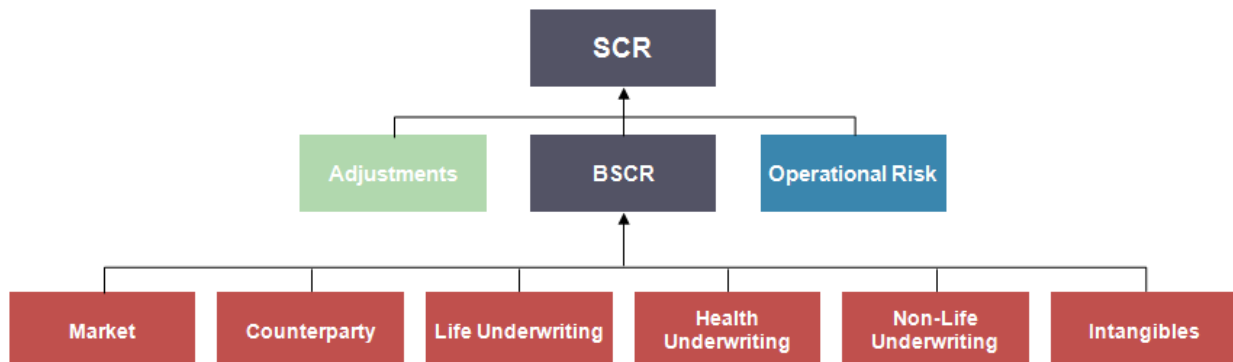 SCR
Adjustments
BSCR
Operational Risk
Market
Counterparty
Life Underwriting
Health
Underwriting
Non-Life
Underwriting
Intangibles